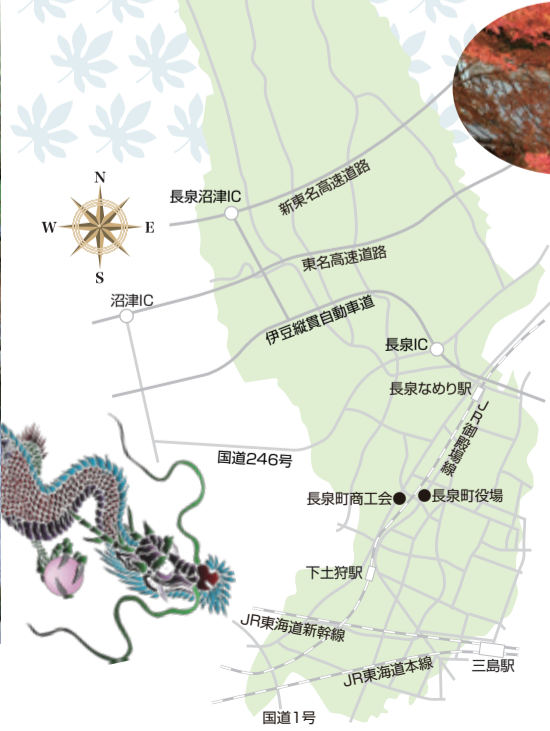 N
長泉沼津IC
新東名高速道路
W
E
東名高速道路
S
沼津IC
伊豆縦貫自動車道
長泉IC
長泉なめり駅
JR御殿場線
国道246号
長泉町商工会
長泉町役場
下土狩駅
JR東海道新幹線
三島駅
JR東海道本線
国道1号